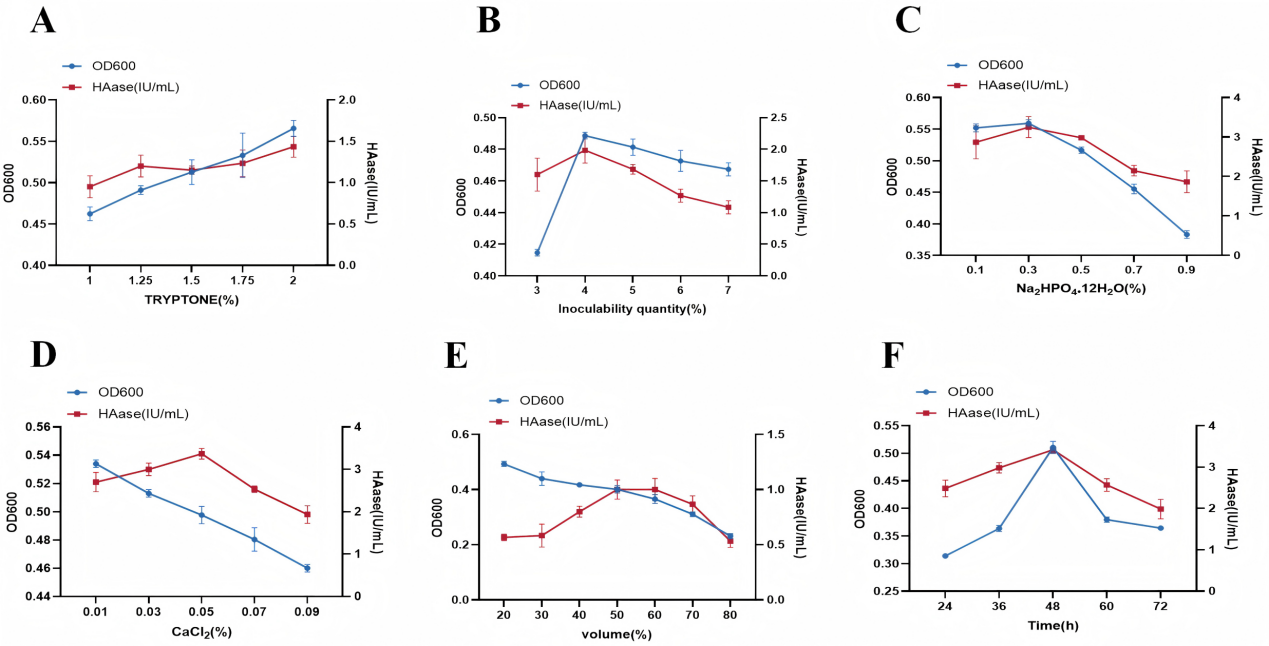 A
OD600
HAase(IU/mL)
0.60
0.55
0.50
0.45
0.40
OD600
2.0
1.5
1.0
0.5
0.0
HAase(IU/mL)
1 1.25 1.5 1.75 2
TRYPTONE(%)
B
OD600
HAase(IU/mL)
0.50
0.48
0.46
0.44
0.42
0.40
OD600
2.5
2.0
1.5
1.0
0.5
0.0
HAase(IU/mL)
3 4 5 6 7
Inoculability quantity(%)
C
OD600
HAase(IU/mL)
0.60
0.55
0.50
0.45
0.40
0.35
OD600
4
3
2
1
0
HAase(IU/mL)
0.1 0.3 0.5 0.7 0.9
Na₂HPO₄.12H₂O(%)
D
OD600
HAase(IU/mL)
0.56
0.54
0.52
0.50
0.48
0.46
0.44
OD600
4
3
2
1
0
HAase(IU/mL)
0.01 0.03 0.05 0.07 0.09
CaCl₂(%)
E
OD600
HAase(IU/mL)
0.6
0.4
0.2
0.0
OD600
1.5
1.0
0.5
0.0
HAase(IU/mL)
20 30 40 50 60 70 80
volume(%)
F
OD600
HAase(IU/mL)
0.55
0.50
0.45
0.40
0.35
0.30
0.25
OD600
4
3
2
1
0
HAase(IU/mL)
24 36 48 60 72
Time(h)